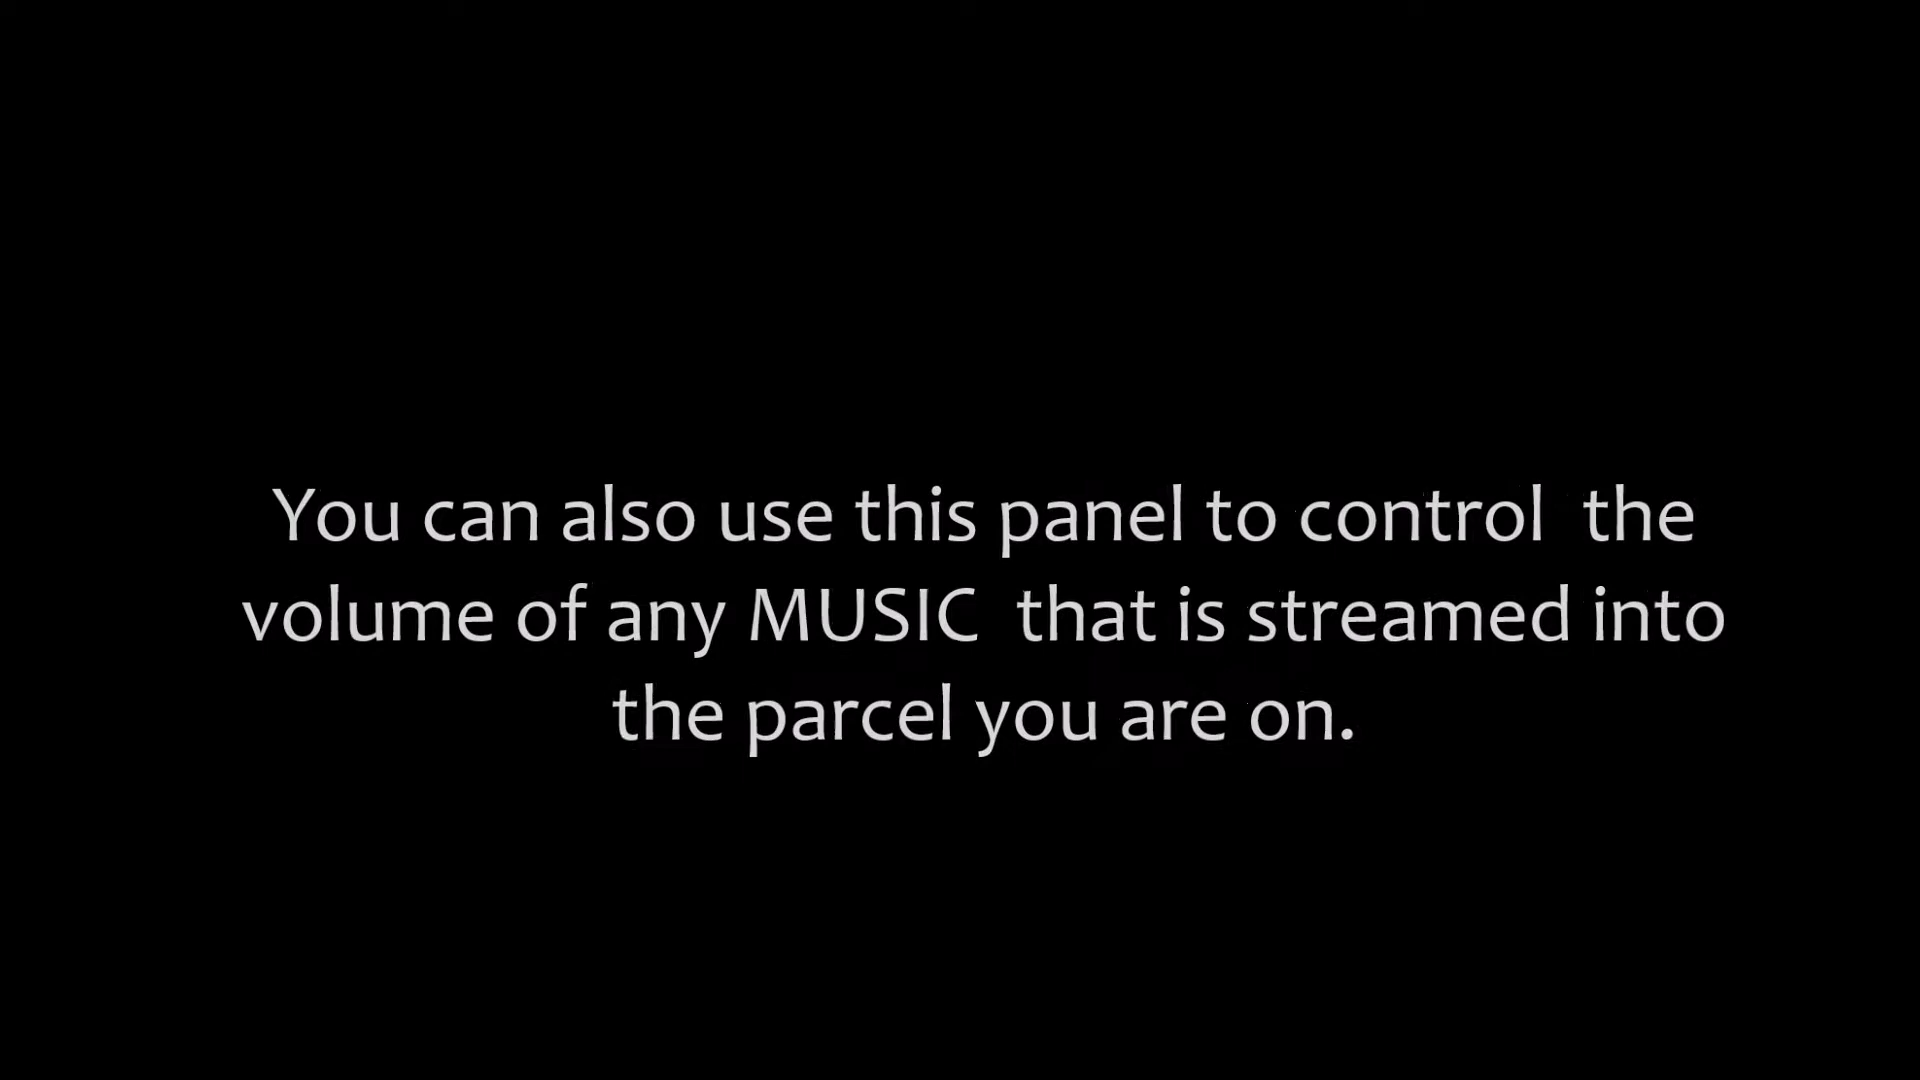 You can also use this panel to control  the
volume of any MUSIC  that is streamed into
the parcel you are on.